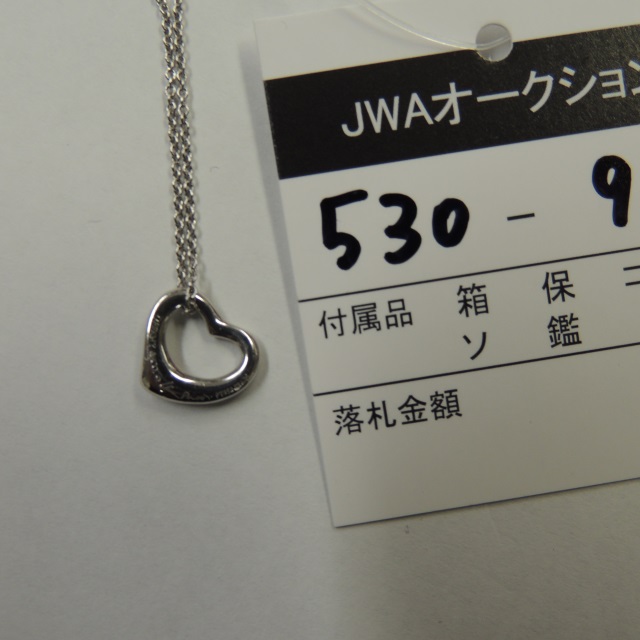 JWAオークション
530 - 9
付属品 箱 保
ソ 鑑
落札金額